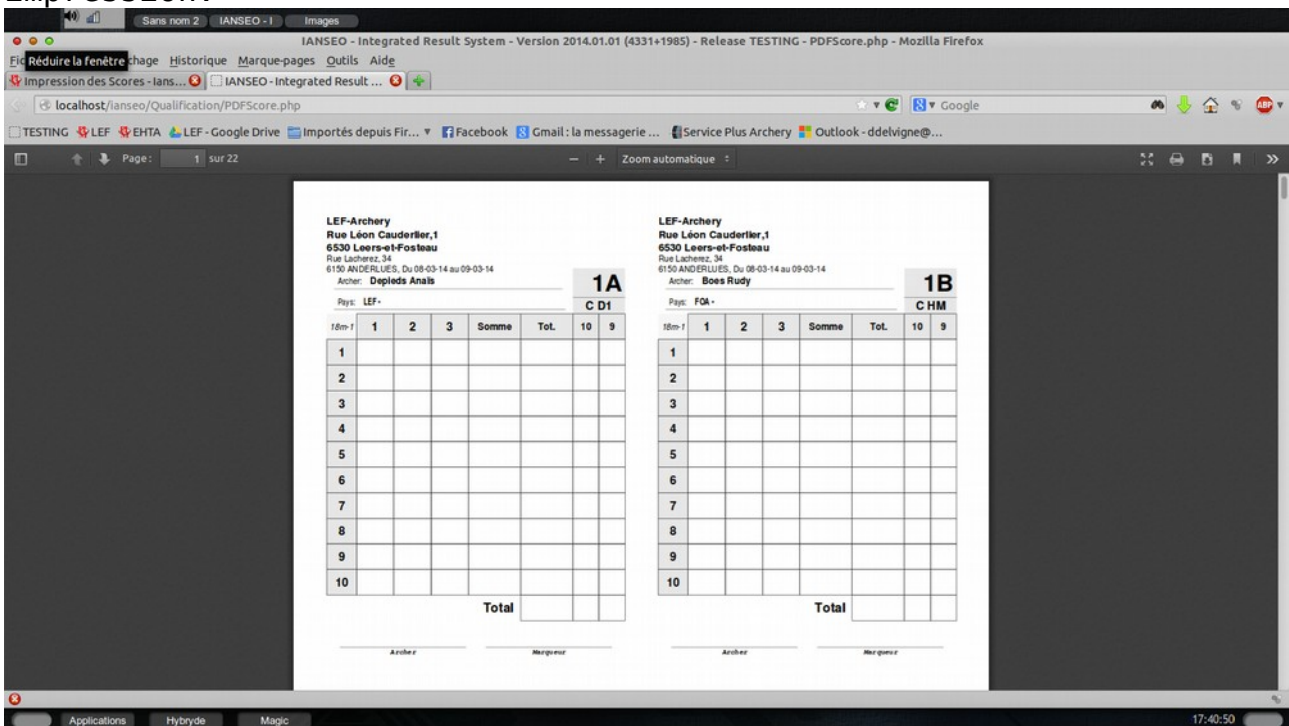 Sans nom 2 IANSEO - I Images
IANSEO - Integrated Result System - Version 2014.01.01 (4331+1985) - Release TESTING - PDFScore.php - Mozilla Firefox
Réduire la fenêtre chage Historique Marque-pages Outils Aide
Impression des Scores - Ians... IANSEO - Integrated Result ...
localhost/ianseo/Qualification/PDFScore.php Google
TESTING LEF EHTA LEF - Google Drive Importés depuis Fir... Facebook Gmail : la messagerie ... Service Plus Archery Outlook - ddelvigne@...
Page: 1 sur 22 Zoom automatique
LEF-Archery
Rue Léon Cauderlier,1
6530 Leers-et-Fosteau
Rue Lacherez, 34
6150 ANDERLUES, Du 08-03-14 au 09-03-14
Archer: Depleds Anaïs 1A
Pays: LEF - C D1
18m-1 1 2 3 Somme Tot. 10 9
1
2
3
4
5
6
7
8
9
10
Total
Archer Marqueur
LEF-Archery
Rue Léon Cauderlier,1
6530 Leers-et-Fosteau
Rue Lacherez, 34
6150 ANDERLUES, Du 08-03-14 au 09-03-14
Archer: Boes Rudy 1B
Pays: FOA - C HM
18m-1 1 2 3 Somme Tot. 10 9
1
2
3
4
5
6
7
8
9
10
Total
Archer Marqueur
Applications Hybryde Magic 17:40:50